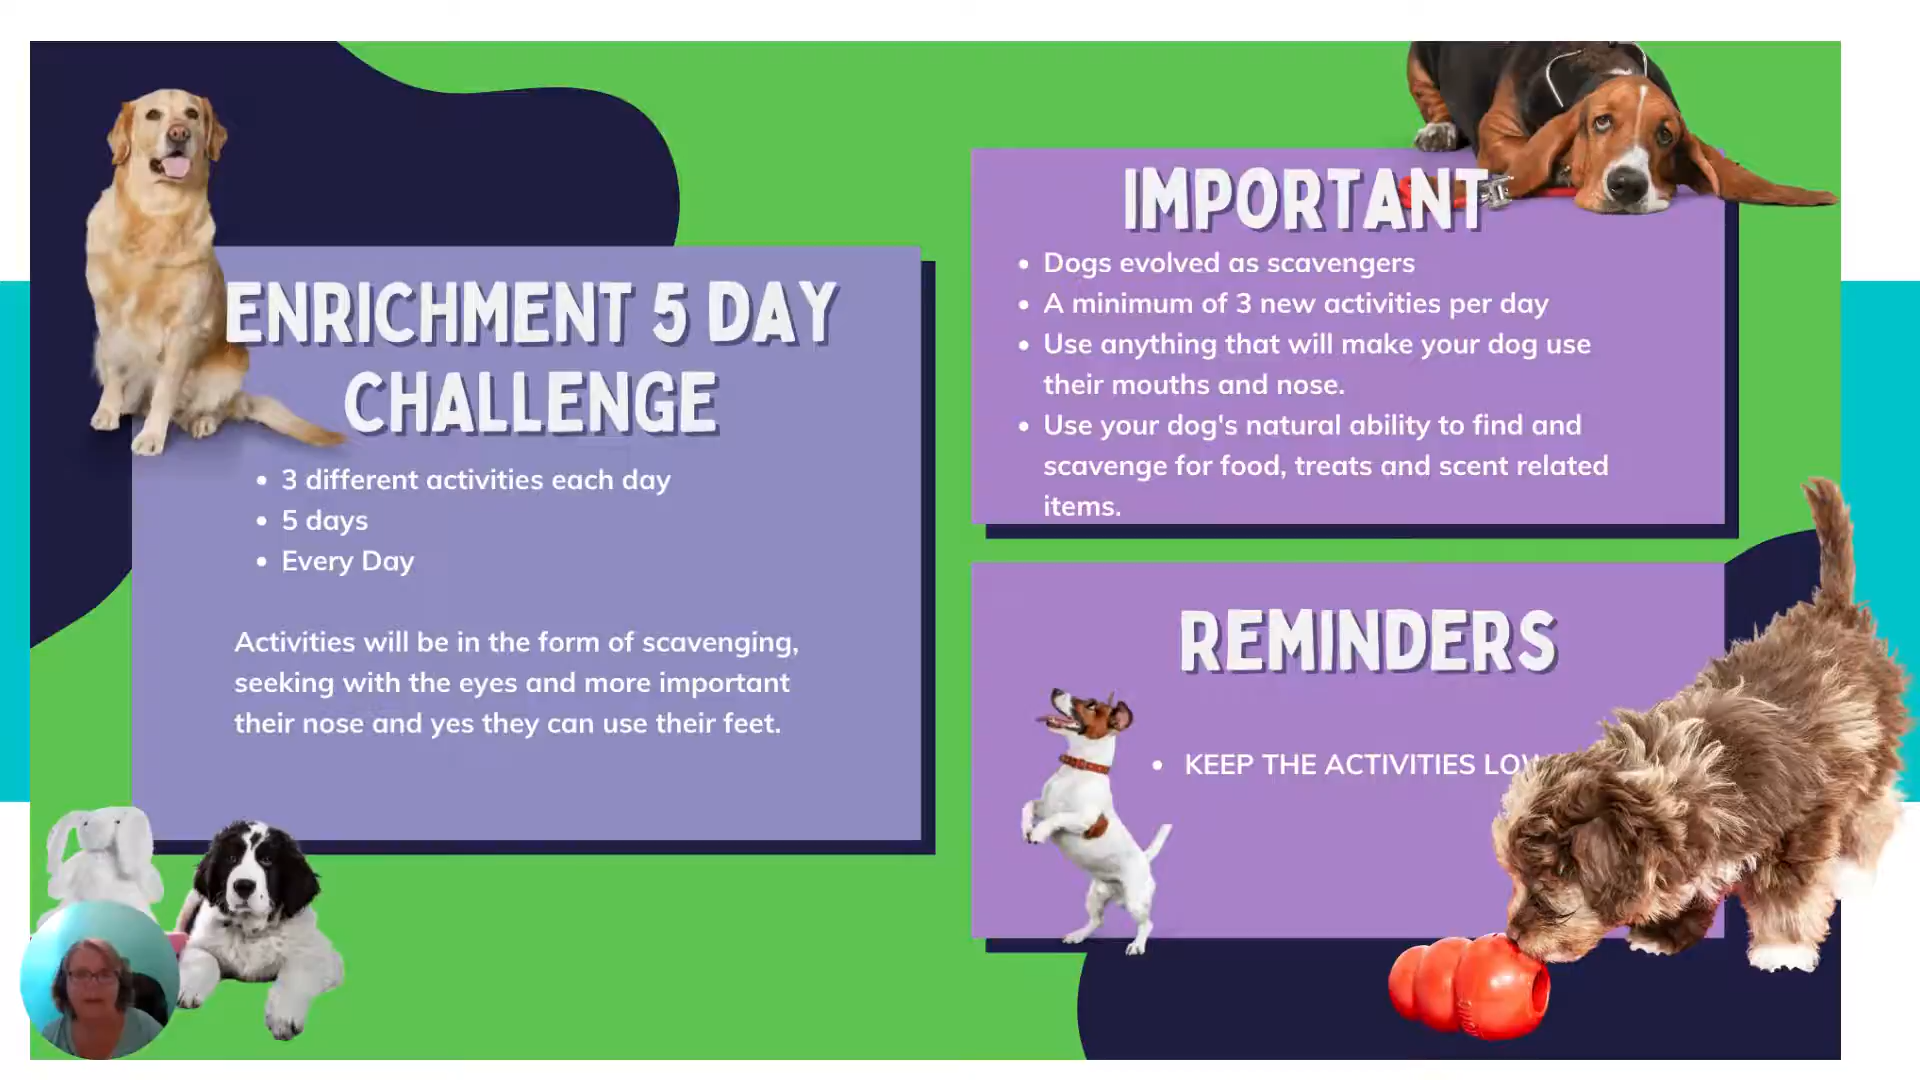 ENRICHMENT 5 DAY
CHALLENGE
3 different activities each day
5 days
Every Day
Activities will be in the form of scavenging,
seeking with the eyes and more important
their nose and yes they can use their feet.
IMPORTANT
Dogs evolved as scavengers
A minimum of 3 new activities per day
Use anything that will make your dog use
their mouths and nose.
Use your dog's natural ability to find and
scavenge for food, treats and scent related
items.
REMINDERS
KEEP THE ACTIVITIES